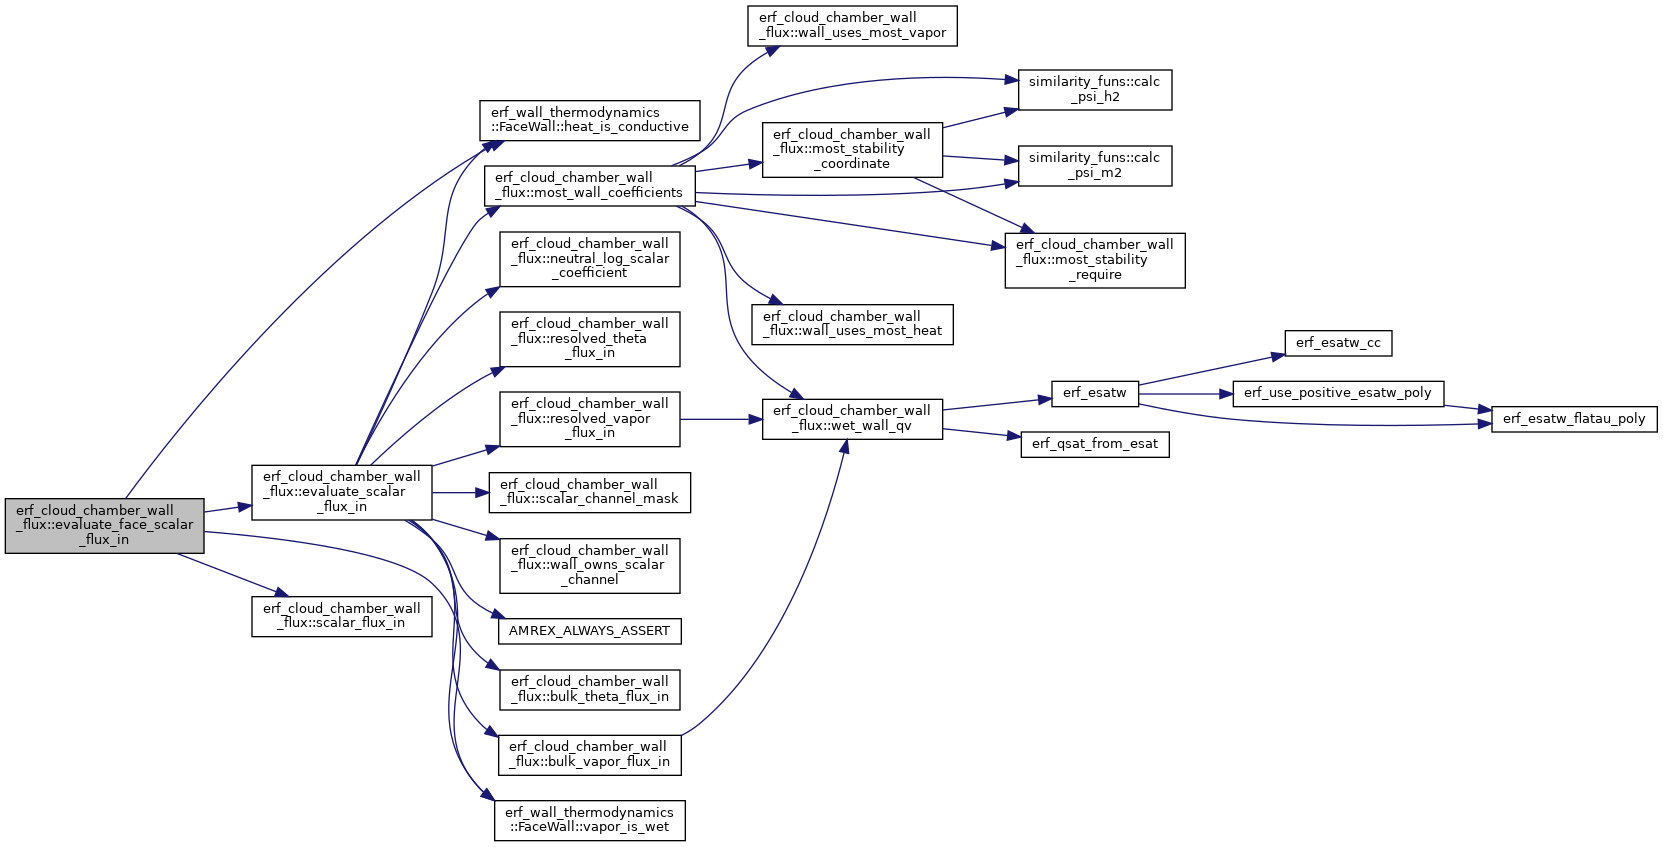 erf_cloud_chamber_wall
_flux::evaluate_face_scalar
_flux_in
erf_wall_thermodynamics
::FaceWall::heat_is_conductive
erf_cloud_chamber_wall
_flux::evaluate_scalar
_flux_in
erf_cloud_chamber_wall
_flux::scalar_flux_in
erf_cloud_chamber_wall
_flux::most_wall_coefficients
erf_cloud_chamber_wall
_flux::neutral_log_scalar
_coefficient
erf_cloud_chamber_wall
_flux::resolved_theta
_flux_in
erf_cloud_chamber_wall
_flux::resolved_vapor
_flux_in
erf_cloud_chamber_wall
_flux::scalar_channel_mask
erf_cloud_chamber_wall
_flux::wall_owns_scalar
_channel
AMREX_ALWAYS_ASSERT
erf_cloud_chamber_wall
_flux::bulk_theta_flux_in
erf_cloud_chamber_wall
_flux::bulk_vapor_flux_in
erf_wall_thermodynamics
::FaceWall::vapor_is_wet
erf_cloud_chamber_wall
_flux::wall_uses_most_vapor
erf_cloud_chamber_wall
_flux::most_stability
_coordinate
erf_cloud_chamber_wall
_flux::wall_uses_most_heat
erf_cloud_chamber_wall
_flux::wet_wall_qv
similarity_funs::calc
_psi_h2
similarity_funs::calc
_psi_m2
erf_cloud_chamber_wall
_flux::most_stability
_require
erf_esatw
erf_qsat_from_esat
erf_esatw_cc
erf_use_positive_esatw_poly
erf_esatw_flatau_poly